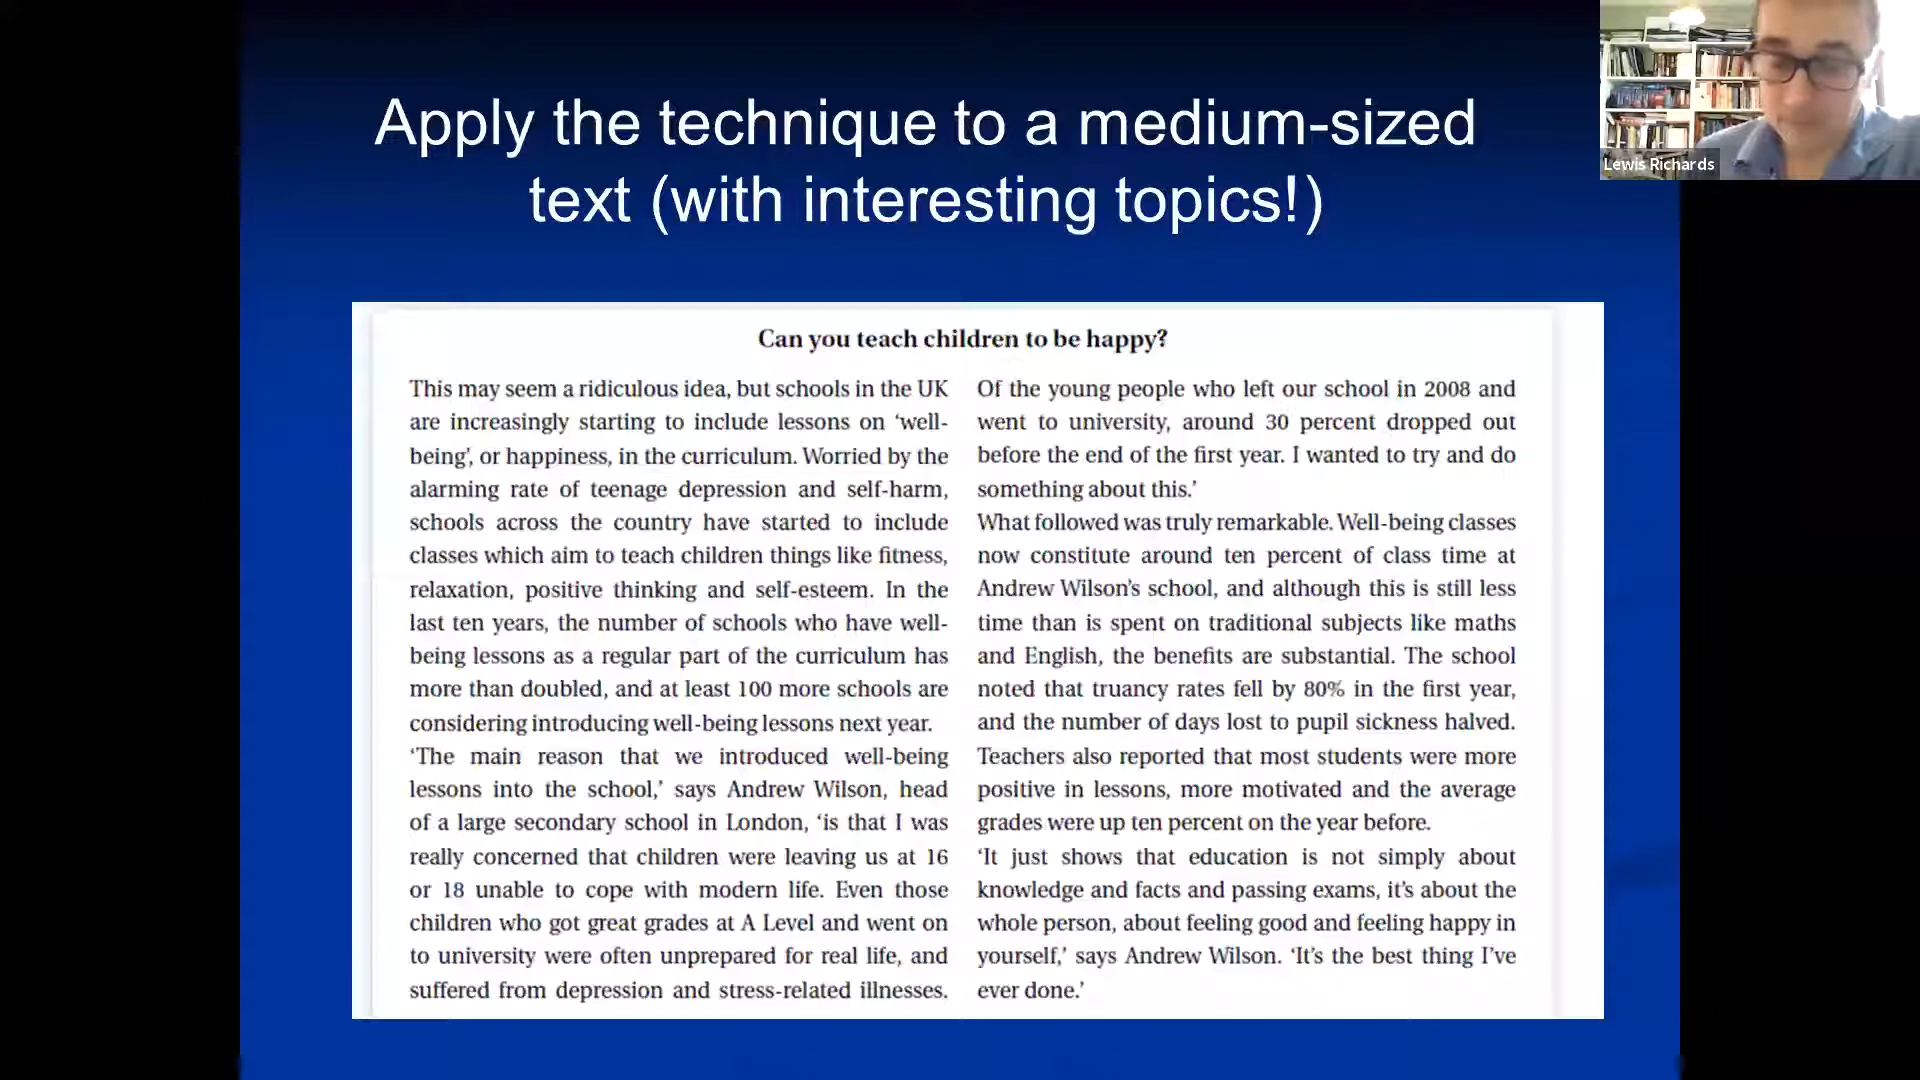 Apply the technique to a medium-sized
text (with interesting topics!)
Lewis Richards
Can you teach children to be happy?
This may seem a ridiculous idea, but schools in the UK
are increasingly starting to include lessons on ‘well-
being’, or happiness, in the curriculum. Worried by the
alarming rate of teenage depression and self-harm,
schools across the country have started to include
classes which aim to teach children things like fitness,
relaxation, positive thinking and self-esteem. In the
last ten years, the number of schools who have well-
being lessons as a regular part of the curriculum has
more than doubled, and at least 100 more schools are
considering introducing well-being lessons next year.
‘The main reason that we introduced well-being
lessons into the school,’ says Andrew Wilson, head
of a large secondary school in London, ‘is that I was
really concerned that children were leaving us at 16
or 18 unable to cope with modern life. Even those
children who got great grades at A Level and went on
to university were often unprepared for real life, and
suffered from depression and stress-related illnesses.
Of the young people who left our school in 2008 and
went to university, around 30 percent dropped out
before the end of the first year. I wanted to try and do
something about this.’
What followed was truly remarkable. Well-being classes
now constitute around ten percent of class time at
Andrew Wilson’s school, and although this is still less
time than is spent on traditional subjects like maths
and English, the benefits are substantial. The school
noted that truancy rates fell by 80% in the first year,
and the number of days lost to pupil sickness halved.
Teachers also reported that most students were more
positive in lessons, more motivated and the average
grades were up ten percent on the year before.
‘It just shows that education is not simply about
knowledge and facts and passing exams, it’s about the
whole person, about feeling good and feeling happy in
yourself,’ says Andrew Wilson. ‘It’s the best thing I’ve
ever done.’